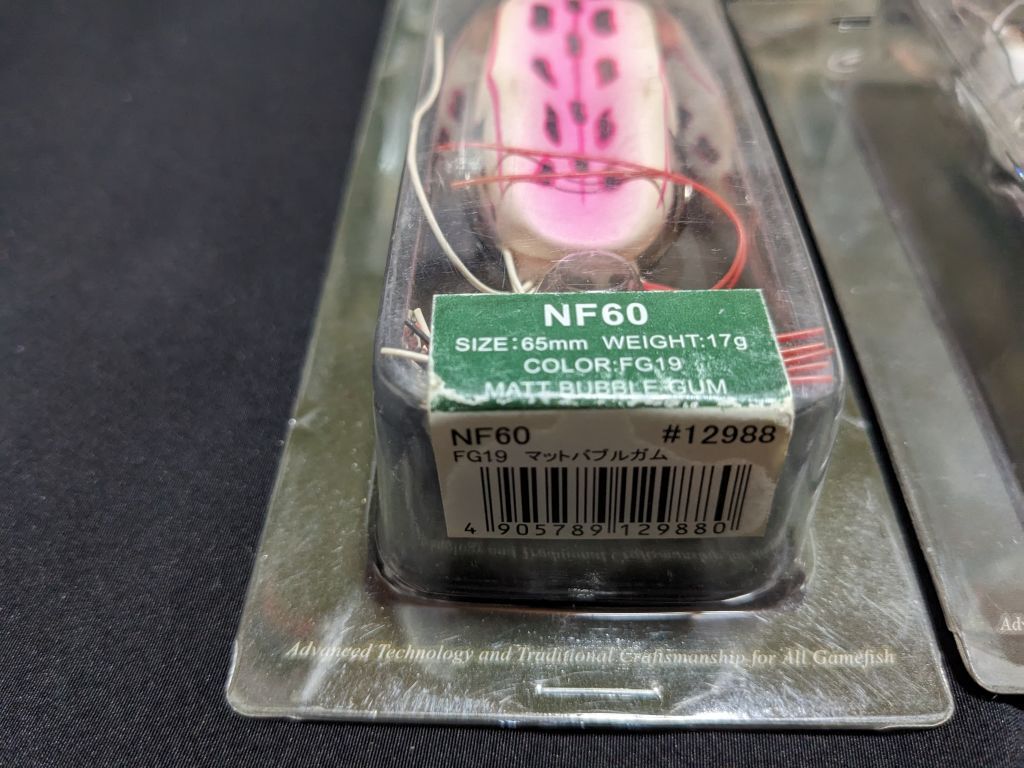 NF60
SIZE:65mm WEIGHT:17g
COLOR:FG19
MATT BUBBLE GUM
NF60 #12988
FG19 マットバブルガム
4 905789 129880
Advanced Technology and Traditional Craftsmanship for All Gamefish